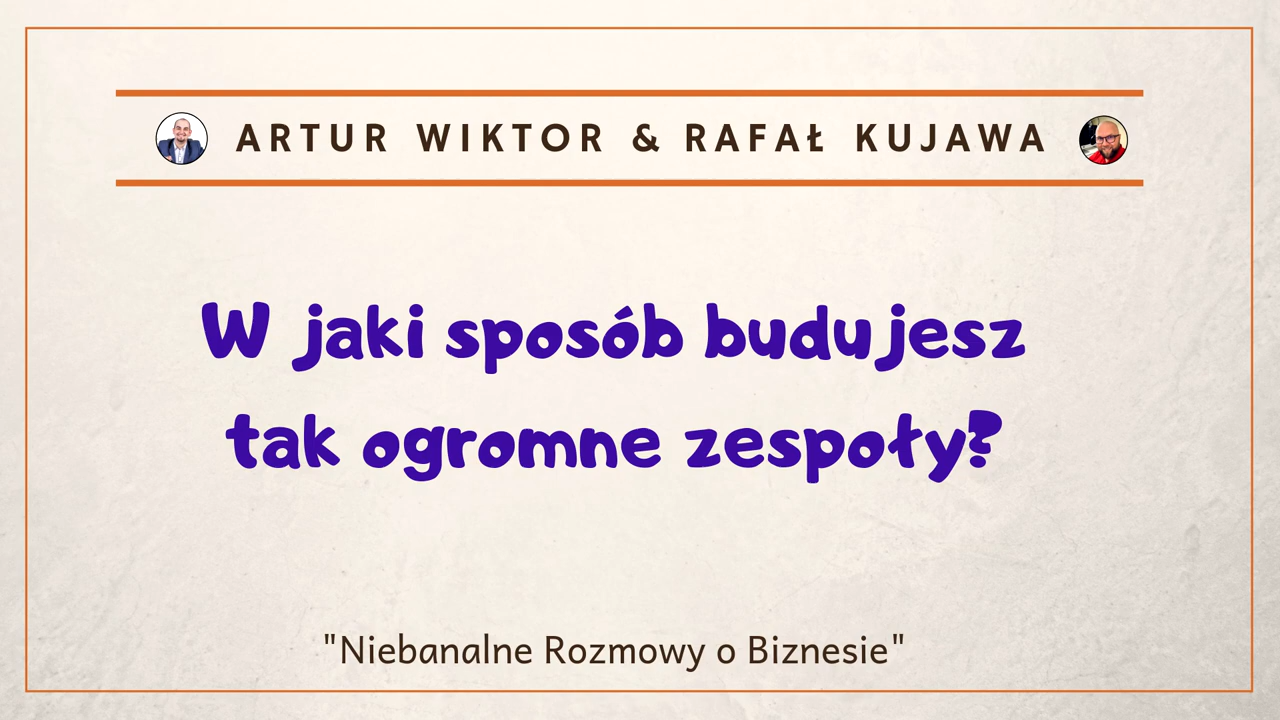 ARTUR WIKTOR & RAFAŁ KUJAWA
W jaki sposób budujesz
tak ogromne zespoły?
"Niebanalne Rozmowy o Biznesie"